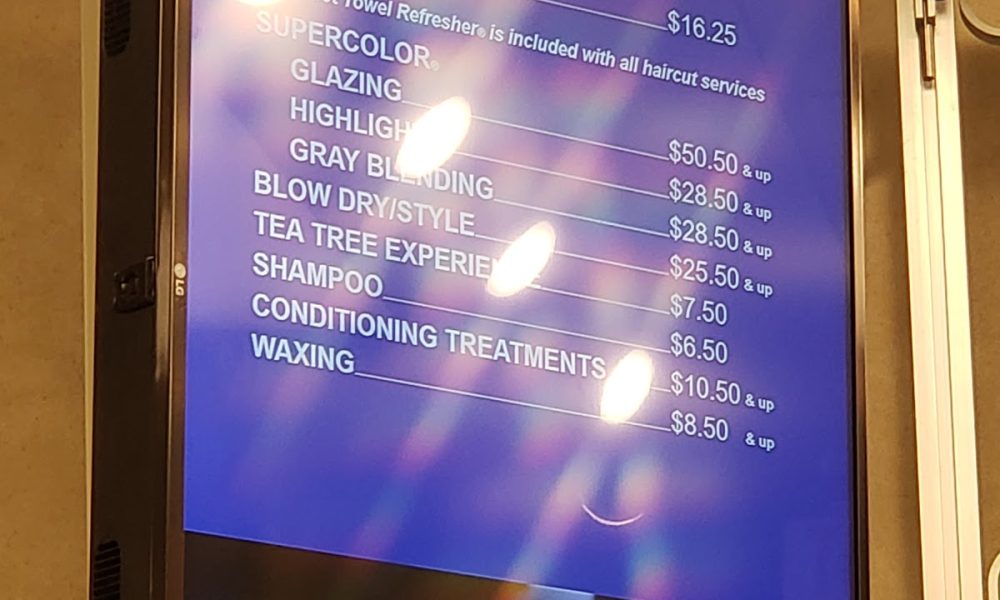 $16.25
Towel Refresher® is included with all haircut services
SUPERCOLOR®
GLAZING $50.50 & up
$28.50 & up
GRAY BLENDING $28.50 & up
BLOW DRY/STYLE $25.50 & up
TEA TREE $7.50
SHAMPOO $6.50
CONDITIONING TREATMENTS $10.50 & up
WAXING $8.50 & up
LG